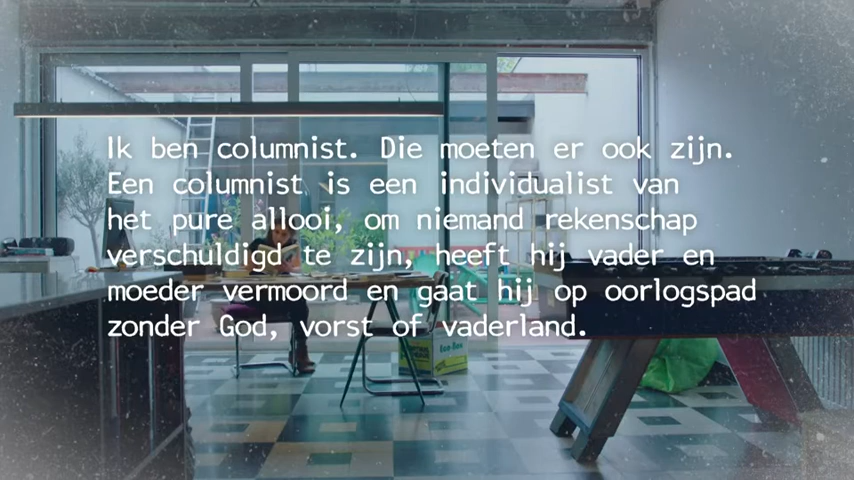 Ik ben columnist. Die moeten er ook zijn.
Een columnist is een individualist van
het pure allooi, om niemand rekenschap
verschuldigd te zijn, heeft hij vader en
moeder vermoord en gaat hij op oorlogspad
zonder God, vorst of vaderland.